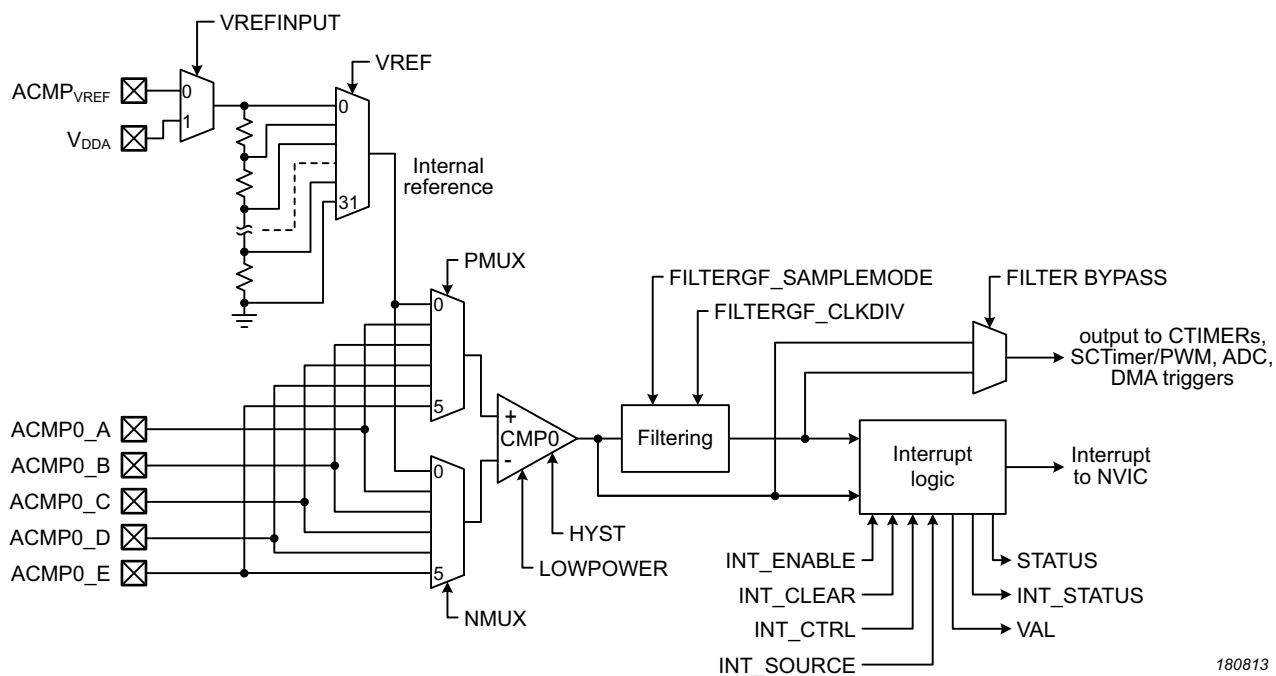 VREFINPUT
VREF
ACMPVREF
0
1
VDDA
0
31
Internal
reference
PMUX
0
5
FILTERGF_SAMPLEMODE
FILTERGF_CLKDIV
FILTER BYPASS
output to CTIMERs,
SCTimer/PWM, ADC,
DMA triggers
ACMP0_A
ACMP0_B
ACMP0_C
ACMP0_D
ACMP0_E
0
5
NMUX
+
CMP0
-
HYST
LOWPOWER
Filtering
Interrupt
logic
Interrupt
to NVIC
INT_ENABLE
INT_CLEAR
INT_CTRL
INT_SOURCE
STATUS
INT_STATUS
VAL
180813